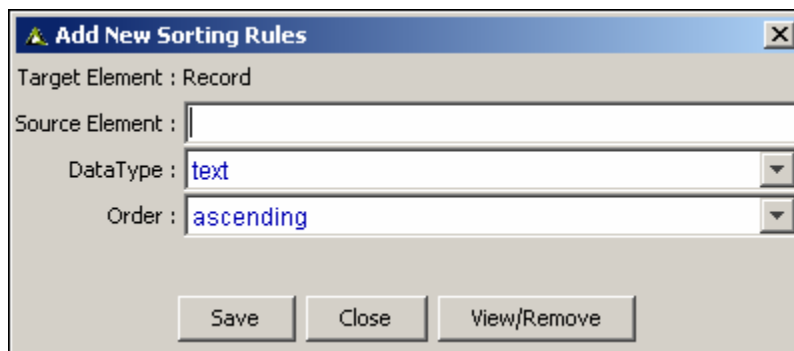 Add New Sorting Rules
Target Element : Record
Source Element :
DataType : text
Order : ascending
Save Close View/Remove